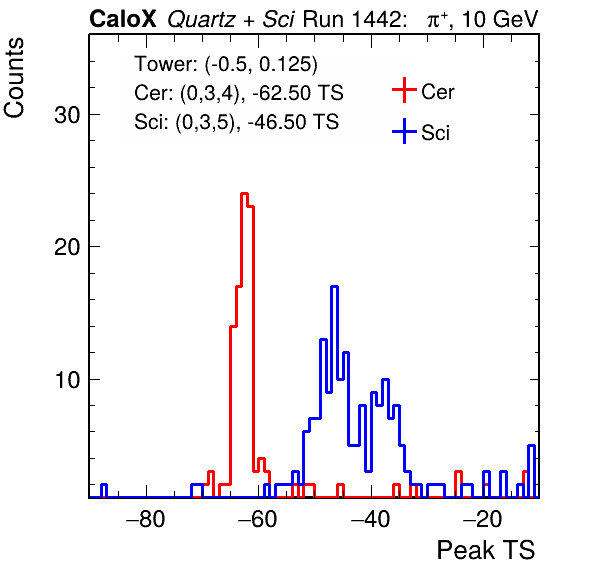 CaloX Quartz + Sci Run 1442: π⁺, 10 GeV
Counts
Tower: (-0.5, 0.125)
Cer: (0,3,4), -62.50 TS
Sci: (0,3,5), -46.50 TS
Cer
Sci
30
20
10
−80 −60 −40 −20
Peak TS